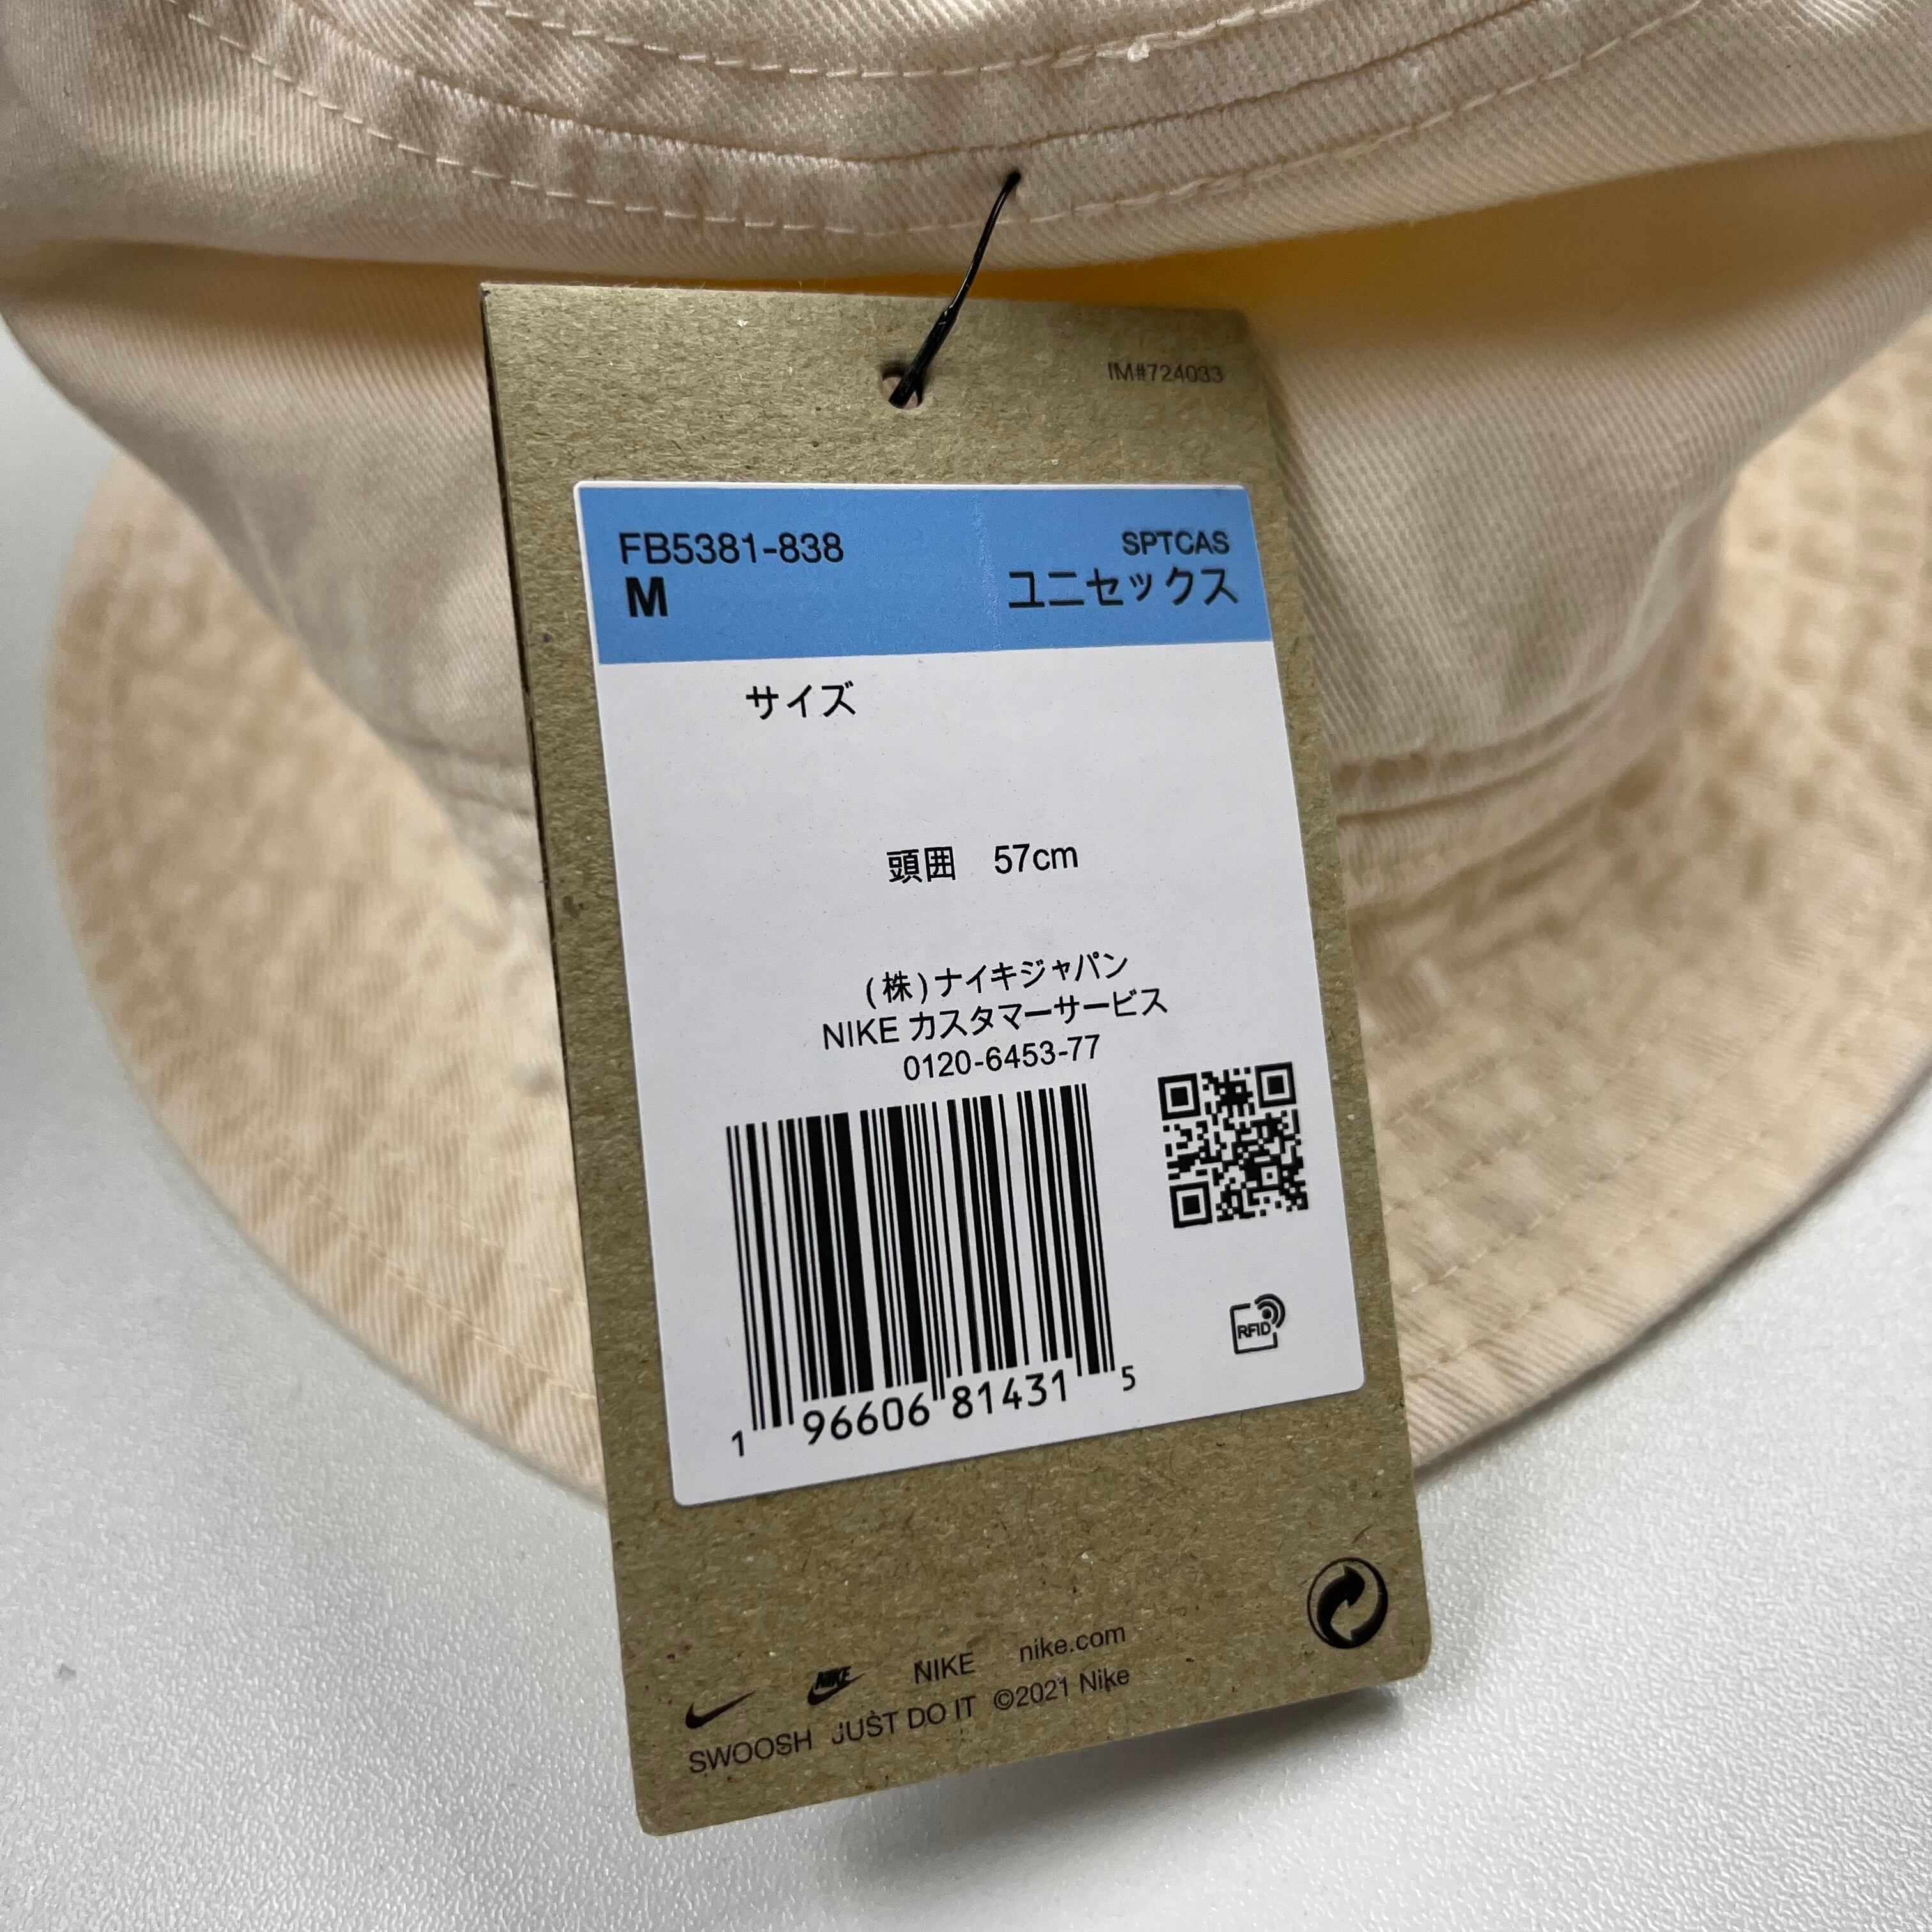 IM#724033
FB5381-838
SPTCAS
M
ユニセックス
サイズ
頭囲 57cm
(株)ナイキジャパン
NIKE カスタマーサービス
0120-6453-77
1 96606 81431 5
RFID
NIKE
NIKE nike.com
SWOOSH JUST DO IT ©2021 Nike